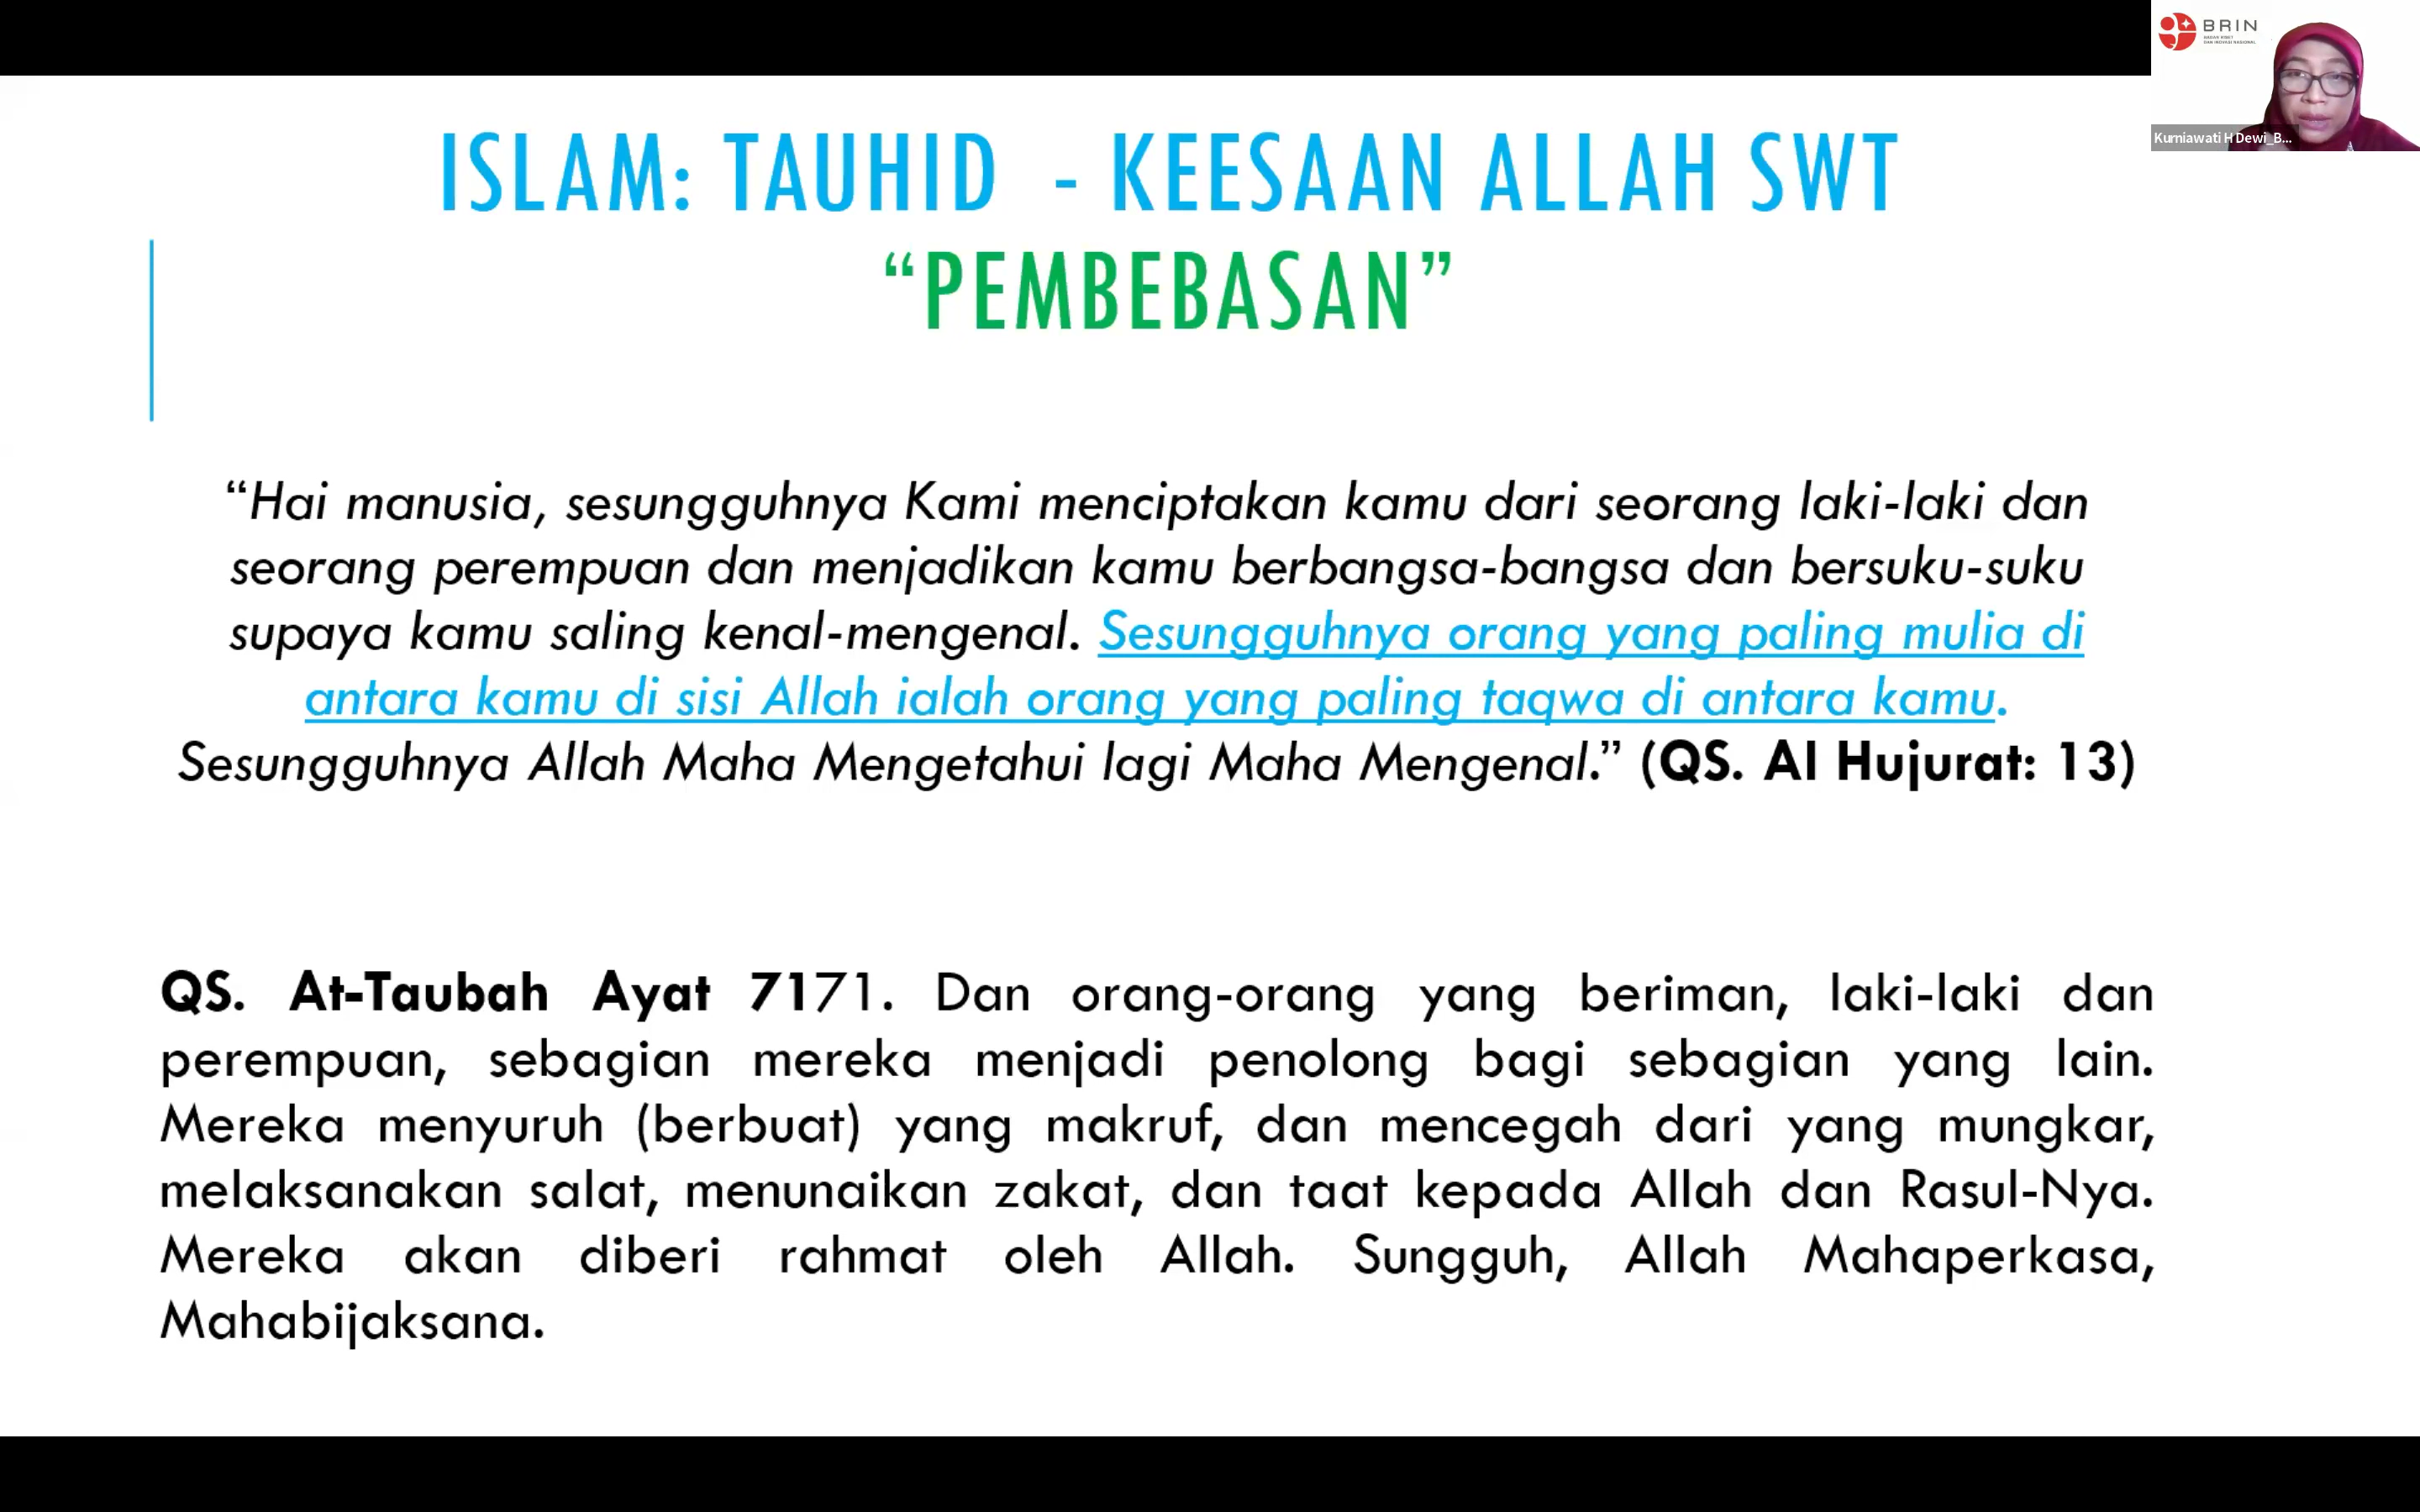 BRIN
Kurniawati H Dewi_B...
ISLAM: TAUHID - KEESAAN ALLAH SWT
“PEMBEBASAN”
“Hai manusia, sesungguhnya Kami menciptakan kamu dari seorang laki-laki dan
seorang perempuan dan menjadikan kamu berbangsa-bangsa dan bersuku-suku
supaya kamu saling kenal-mengenal. Sesungguhnya orang yang paling mulia di
antara kamu di sisi Allah ialah orang yang paling taqwa di antara kamu.
Sesungguhnya Allah Maha Mengetahui lagi Maha Mengenal.” (QS. Al Hujurat: 13)
QS. At-Taubah Ayat 7171. Dan orang-orang yang beriman, laki-laki dan
perempuan, sebagian mereka menjadi penolong bagi sebagian yang lain.
Mereka menyuruh (berbuat) yang makruf, dan mencegah dari yang mungkar,
melaksanakan salat, menunaikan zakat, dan taat kepada Allah dan Rasul-Nya.
Mereka akan diberi rahmat oleh Allah. Sungguh, Allah Mahaperkasa,
Mahabijaksana.